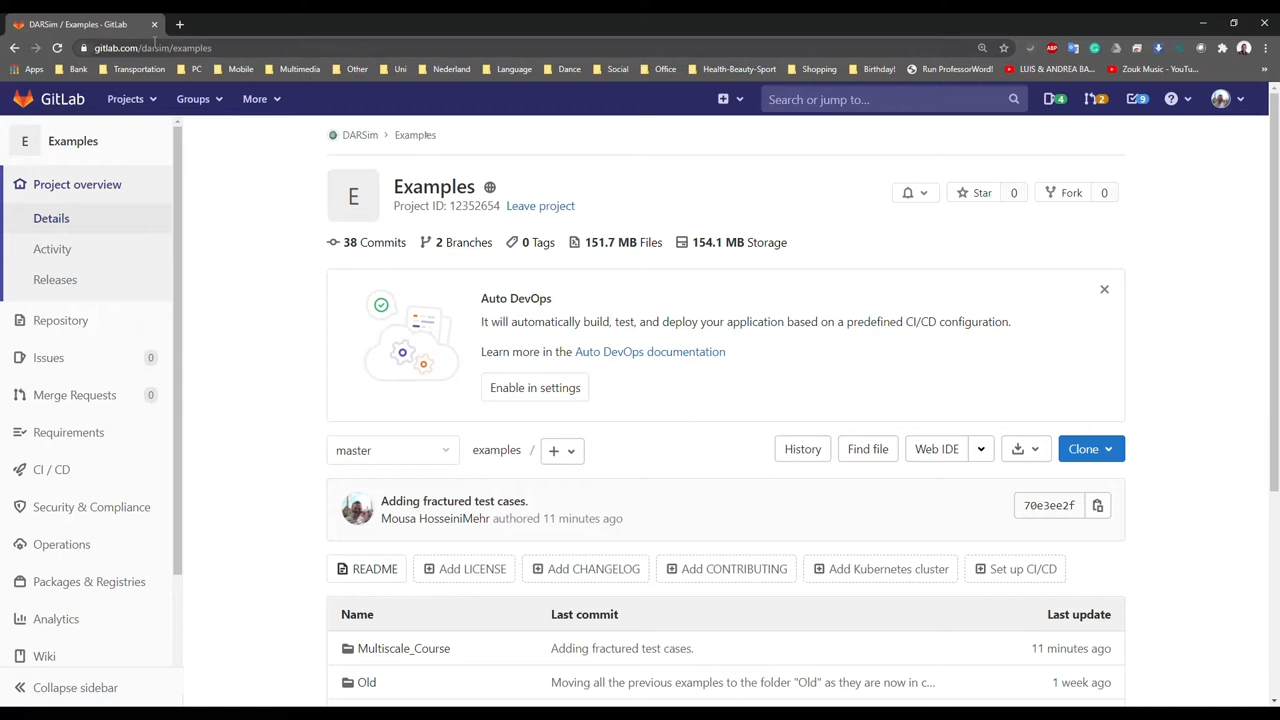 DARSim / Examples · GitLab
gitlab.com/darsim/examples
Apps Bank Transportation PC Mobile Multimedia Other Uni Nederland Language Dance Social Office Health-Beauty-Sport Shopping Birthday! Run ProfessorWord! LUIS & ANDREA BA... Zouk Music - YouTu...
GitLab Projects Groups More Search or jump to... 4 2 9
E Examples
DARSim › Examples
Project overview
Details
Activity
Releases
Repository
Issues 0
Merge Requests 0
Requirements
CI / CD
Security & Compliance
Operations
Packages & Registries
Analytics
Wiki
Collapse sidebar
E
Examples
Project ID: 12352654 Leave project
Star 0 Fork 0
38 Commits 2 Branches 0 Tags 151.7 MB Files 154.1 MB Storage
Auto DevOps
It will automatically build, test, and deploy your application based on a predefined CI/CD configuration.
Learn more in the Auto DevOps documentation
Enable in settings
master examples / + History Find file Web IDE Clone
Adding fractured test cases.
Mousa HosseiniMehr authored 11 minutes ago
70e3ee2f
README Add LICENSE Add CHANGELOG Add CONTRIBUTING Add Kubernetes cluster Set up CI/CD
Name Last commit Last update
Multiscale_Course Adding fractured test cases. 11 minutes ago
Old Moving all the previous examples to the folder "Old" as they are now in c... 1 week ago